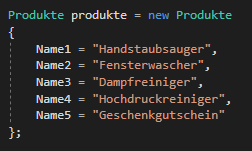 Produkte produkte = new Produkte
{
    Name1 = "Handstaubsauger",
    Name2 = "Fensterwascher",
    Name3 = "Dampfreiniger",
    Name4 = "Hochdruckreiniger",
    Name5 = "Geschenkgutschein"
};